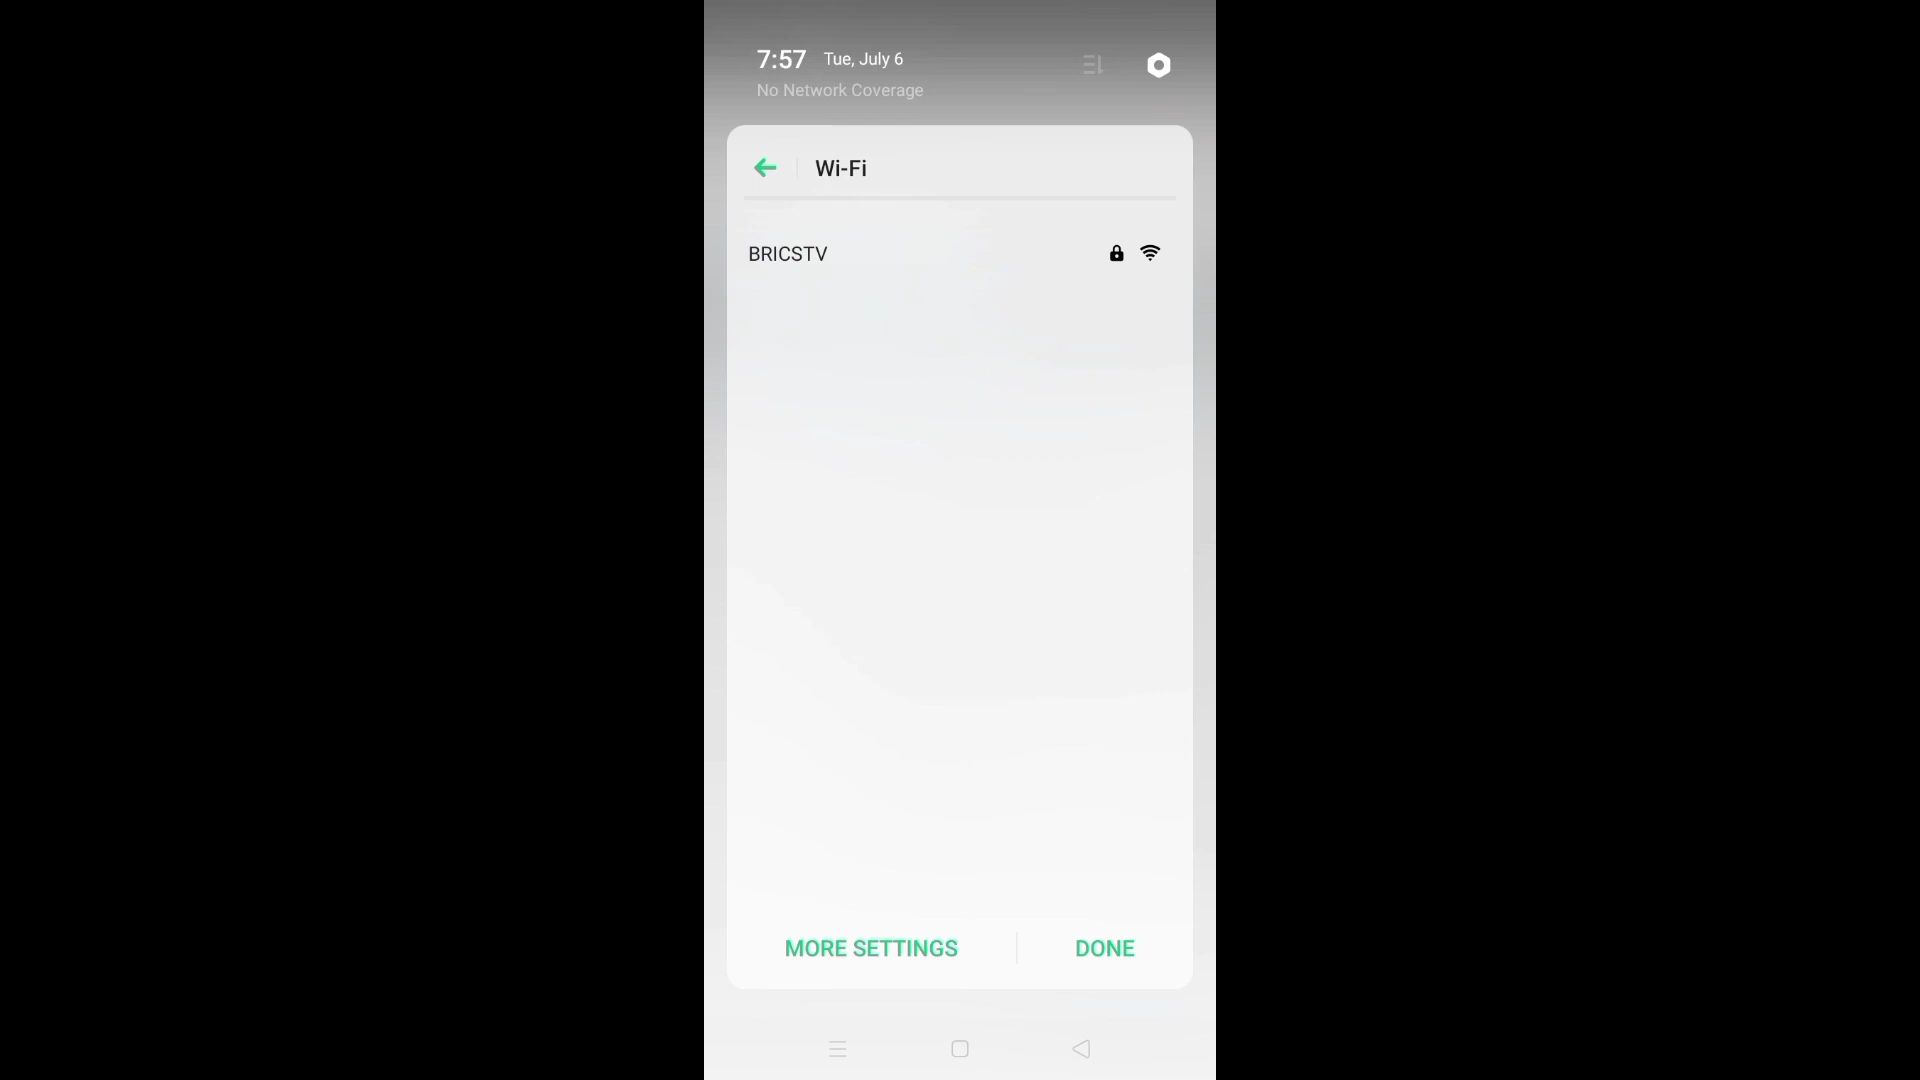 7:57 Tue, July 6
No Network Coverage
Wi-Fi
BRICSTV
MORE SETTINGS
DONE